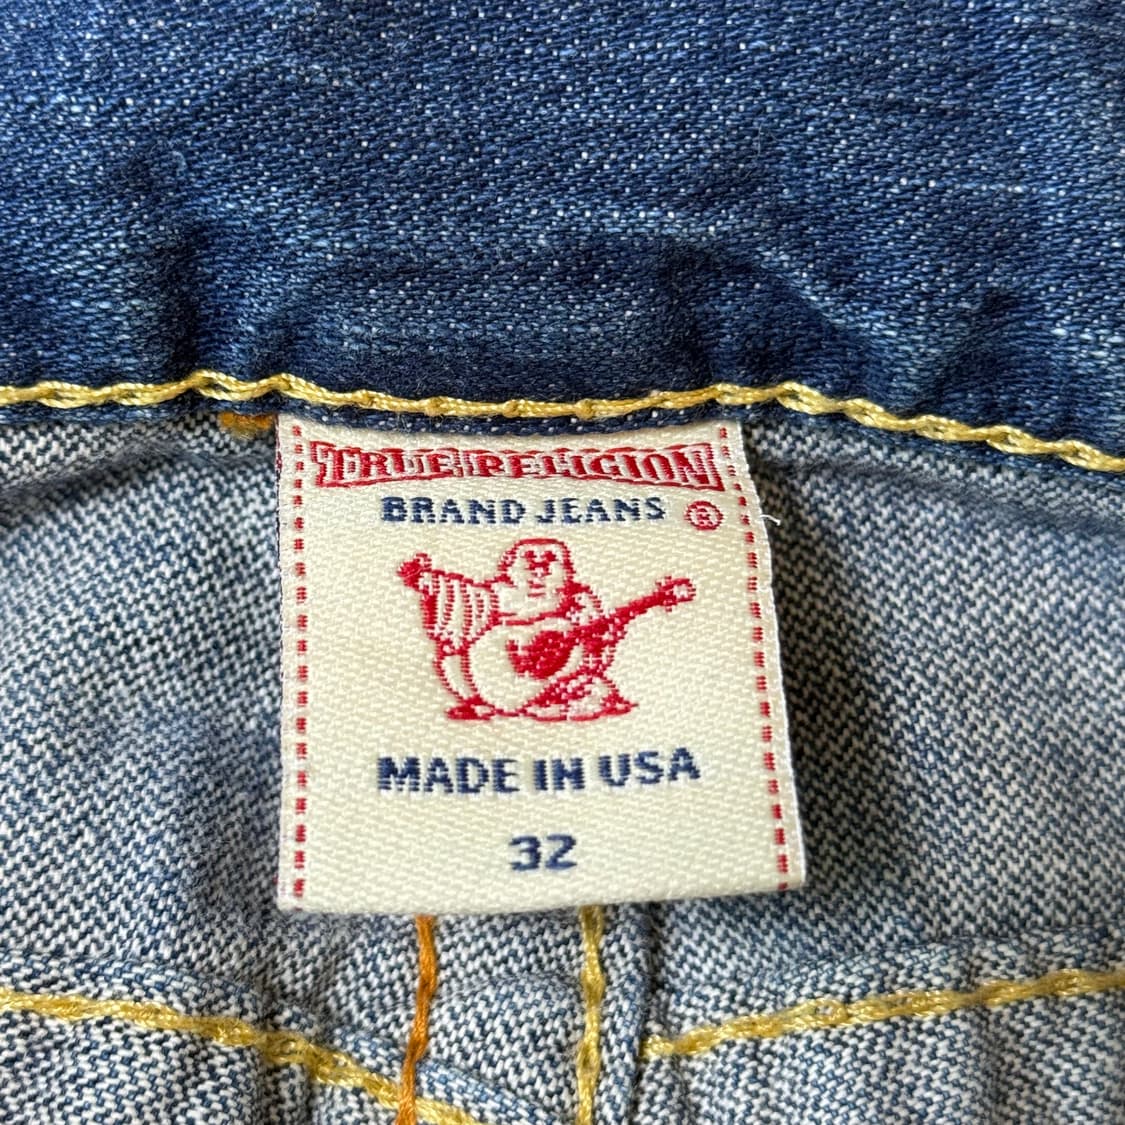 TRUE RELIGION
BRAND JEANS ®
MADE IN USA
32